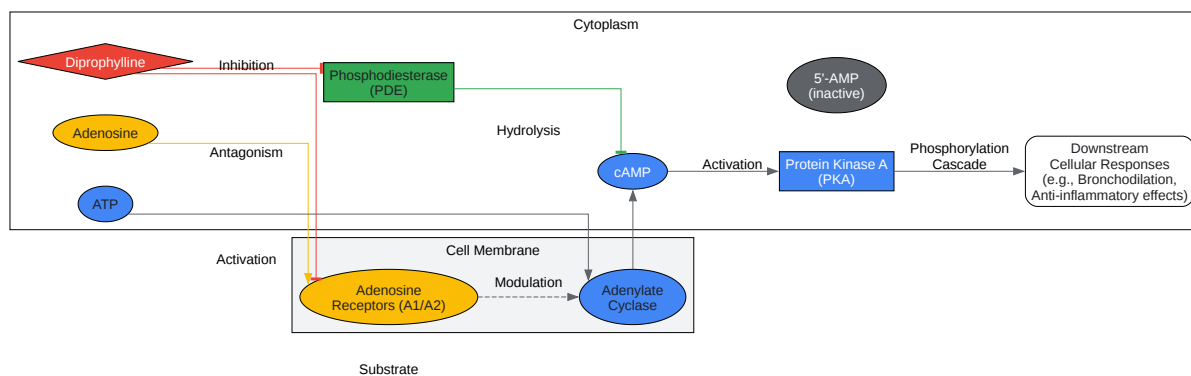 Cytoplasm
Diprophylline
Inhibition
Phosphodiesterase
(PDE)
5'-AMP
(inactive)
Adenosine
Antagonism
Hydrolysis
cAMP
Activation
Protein Kinase A
(PKA)
Phosphorylation
Cascade
Downstream
Cellular Responses
(e.g., Bronchodilation,
Anti-inflammatory effects)
ATP
Cell Membrane
Activation
Adenosine
Receptors (A1/A2)
Modulation
Adenylate
Cyclase
Substrate